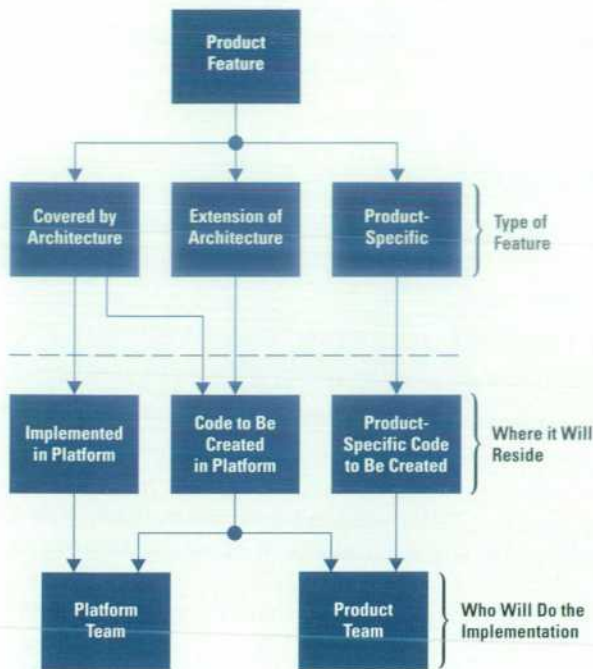 Product
Feature
Covered by
Architecture
Extension of
Architecture
Product-
Specific
Type of
Feature
Implemented
in Platform
Code to Be
Created
in Platform
Product-
Specific Code
to Be Created
Where it Will
Reside
Platform
Team
Product
Team
Who Will Do the
Implementation